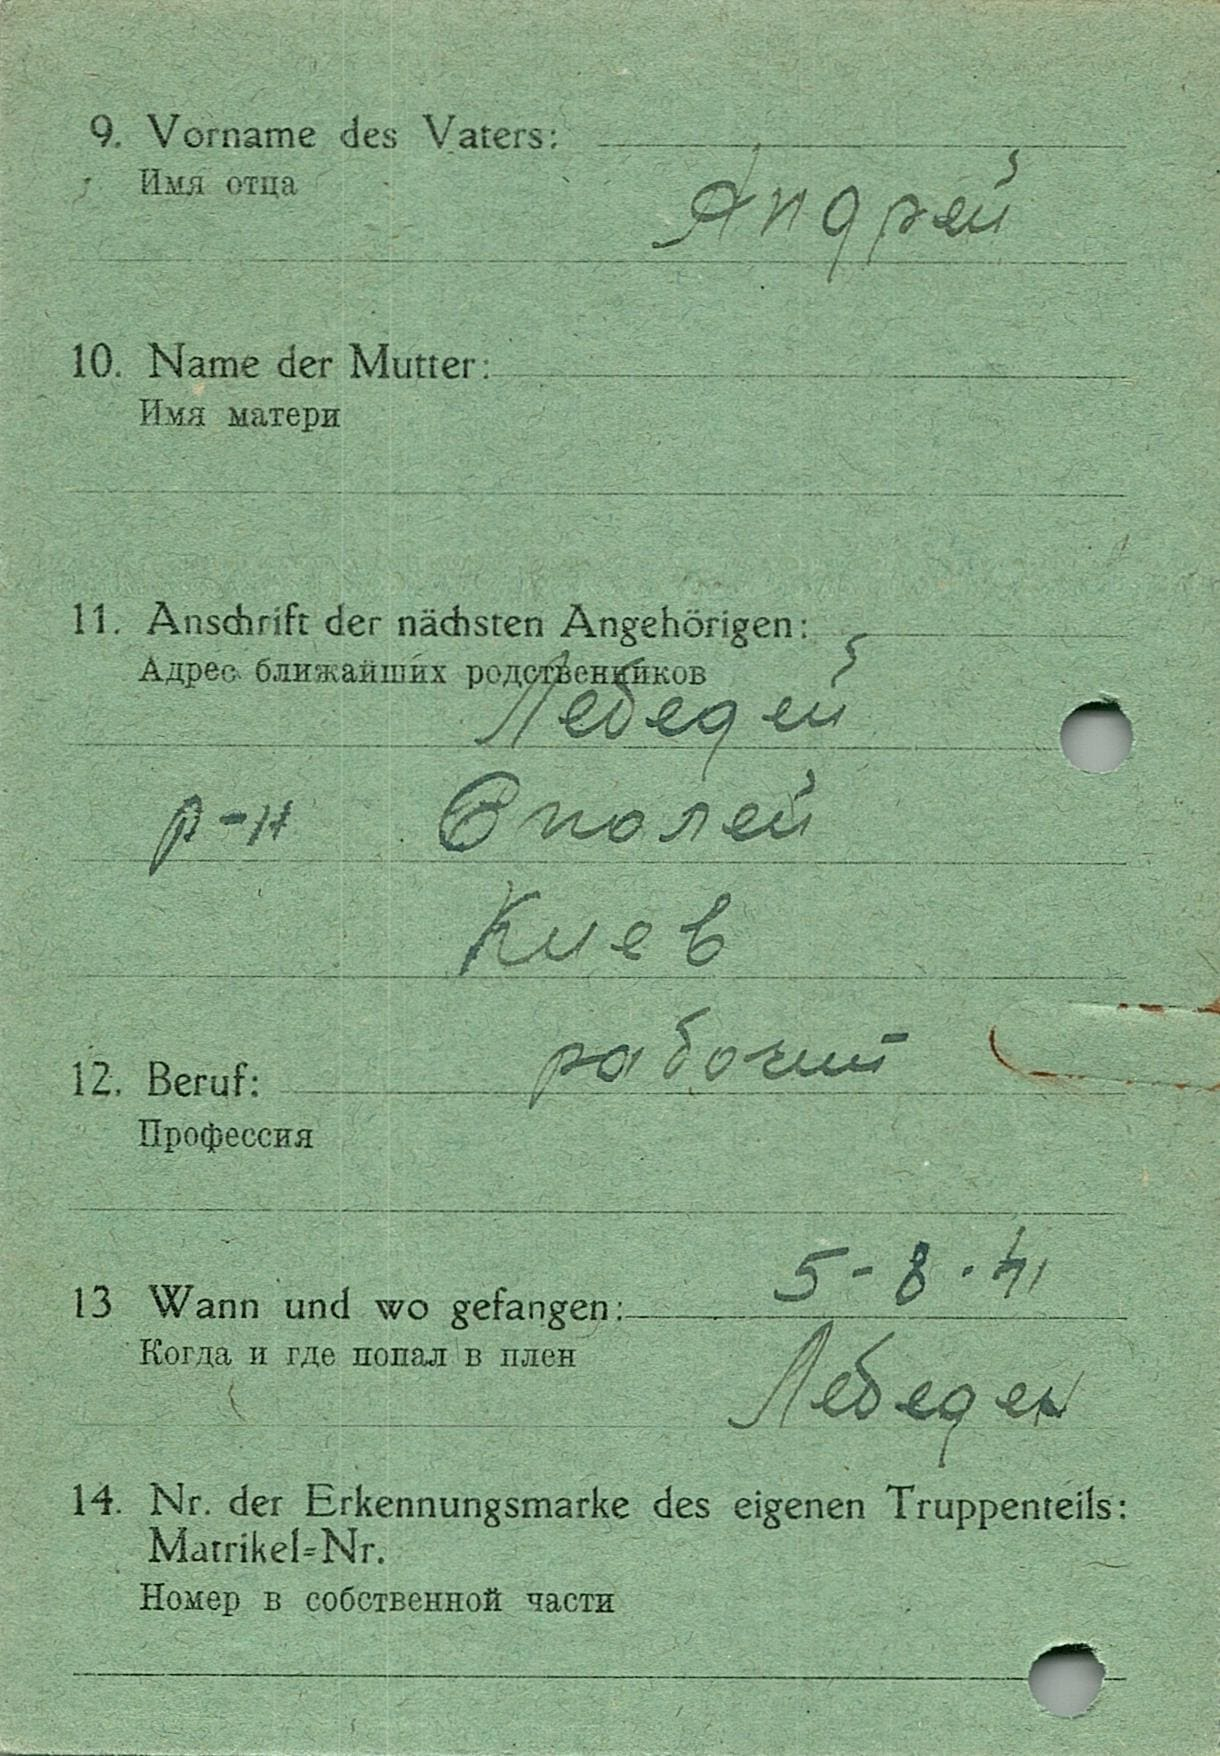 9. Vorname des Vaters:
Имя отца
Андрей
10. Name der Mutter:
Имя матери
11. Anschrift der nächsten Angehörigen:
Адрес ближайших родственников
Лебедей
р-н Сполей
Киев
12. Beruf: рабочий
Профессия
5-8.41
13 Wann und wo gefangen:
Когда и где попал в плен
Лебеден
14. Nr. der Erkennungsmarke des eigenen Truppenteils:
Matrikel=Nr.
Номер в собственной части